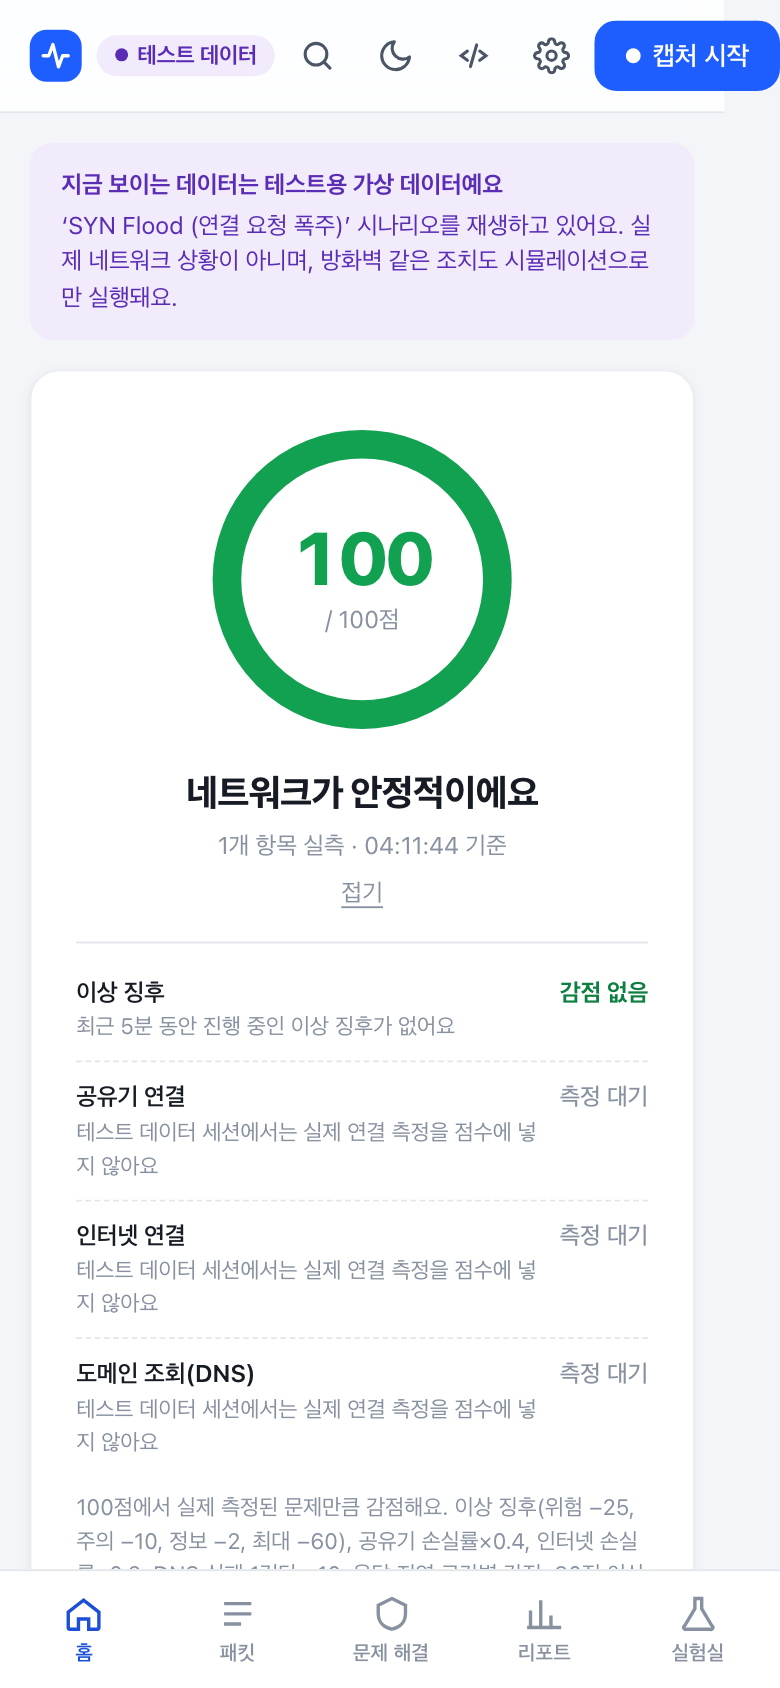 테스트 데이터
캡처 시작
지금 보이는 데이터는 테스트용 가상 데이터예요
‘SYN Flood (연결 요청 폭주)’ 시나리오를 재생하고 있어요. 실
제 네트워크 상황이 아니며, 방화벽 같은 조치도 시뮬레이션으로
만 실행돼요.
100
/ 100점
네트워크가 안정적이에요
1개 항목 실측 · 04:11:44 기준
접기
이상 징후
감점 없음
최근 5분 동안 진행 중인 이상 징후가 없어요
공유기 연결
측정 대기
테스트 데이터 세션에서는 실제 연결 측정을 점수에 넣
지 않아요
인터넷 연결
측정 대기
테스트 데이터 세션에서는 실제 연결 측정을 점수에 넣
지 않아요
도메인 조회(DNS)
측정 대기
테스트 데이터 세션에서는 실제 연결 측정을 점수에 넣
지 않아요
100점에서 실제 측정된 문제만큼 감점해요. 이상 징후(위험 −25,
주의 −10, 정보 −2, 최대 −60), 공유기 손실률×0.4, 인터넷 손실
홈
패킷
문제 해결
리포트
실험실